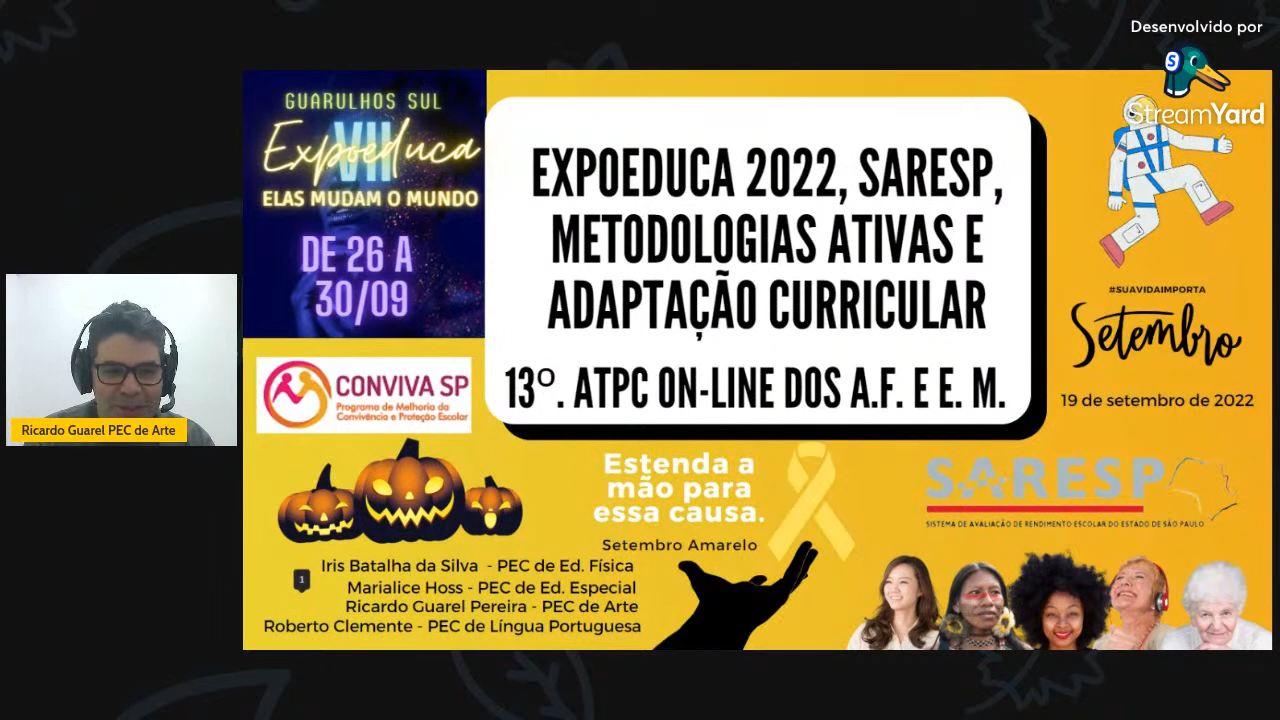 Desenvolvido por
StreamYard
GUARULHOS SUL
VII
Expoeduca
ELAS MUDAM O MUNDO
DE 26 A
30/09
EXPOEDUCA 2022, SARESP,
METODOLOGIAS ATIVAS E
ADAPTAÇÃO CURRICULAR
13º. ATPC ON-LINE DOS A.F. E E. M.
#SUAVIDAIMPORTA
Setembro
19 de setembro de 2022
CONVIVA SP
Programa de Melhoria da
Convivência e Proteção Escolar
Ricardo Guarel PEC de Arte
Estenda a
mão para
essa causa.
Setembro Amarelo
SARESP
SISTEMA DE AVALIAÇÃO DE RENDIMENTO ESCOLAR DO ESTADO DE SÃO PAULO
1
Iris Batalha da Silva - PEC de Ed. Física
Marialice Hoss - PEC de Ed. Especial
Ricardo Guarel Pereira - PEC de Arte
Roberto Clemente - PEC de Língua Portuguesa